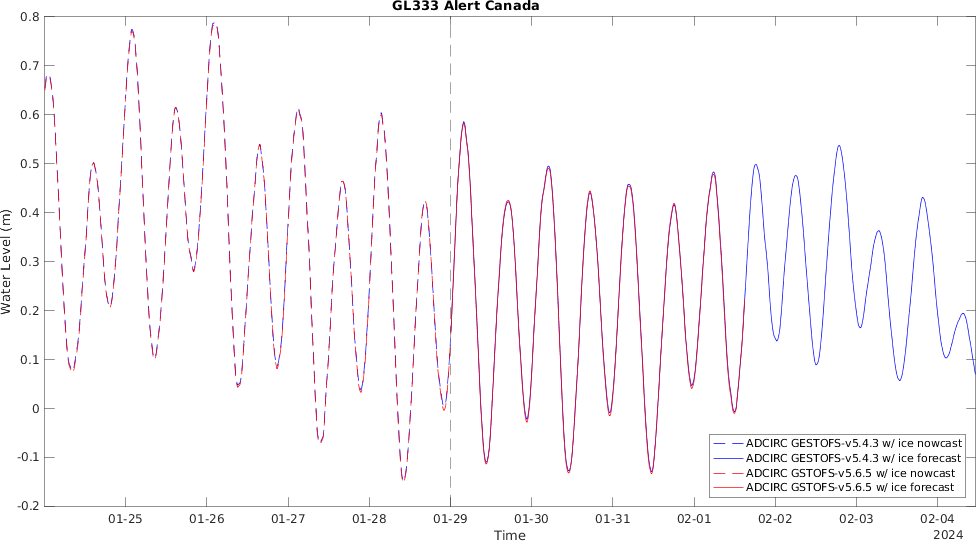 GL333 Alert Canada
Water Level (m)
0.8
0.7
0.6
0.5
0.4
0.3
0.2
0.1
0
-0.1
-0.2
ADCIRC GESTOFS-v5.4.3 w/ ice nowcast
ADCIRC GESTOFS-v5.4.3 w/ ice forecast
ADCIRC GSTOFS-v5.6.5 w/ ice nowcast
ADCIRC GSTOFS-v5.6.5 w/ ice forecast
01-25 01-26 01-27 01-28 01-29 01-30 01-31 02-01 02-02 02-03 02-04
Time
2024